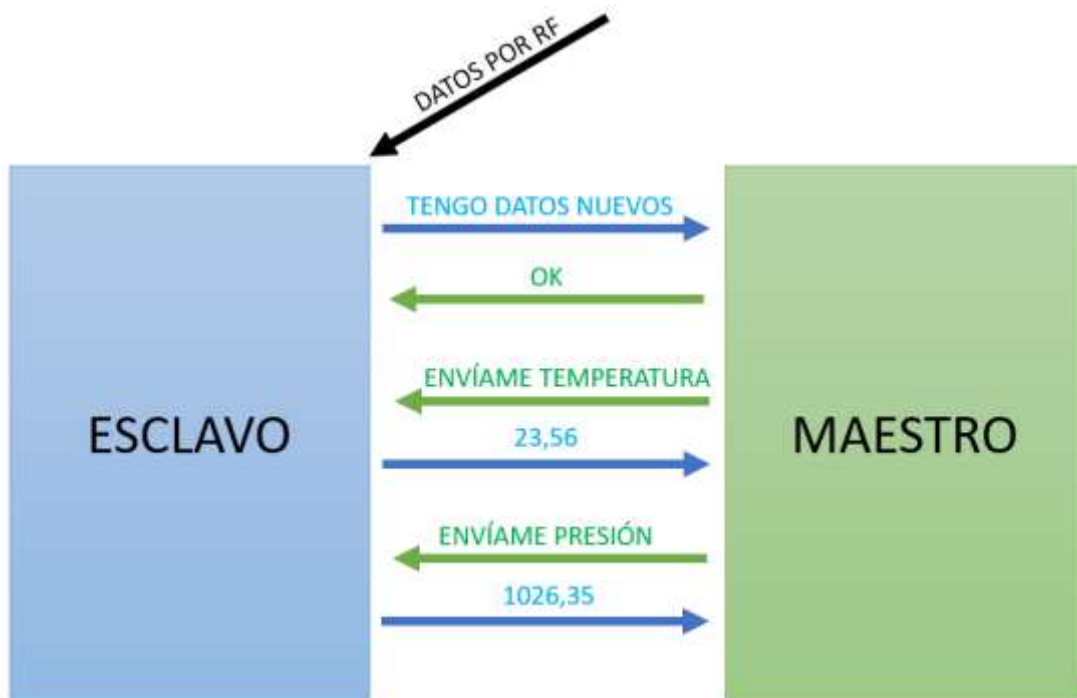 DATOS POR RF
TENGO DATOS NUEVOS
OK
ENVÍAME TEMPERATURA
ESCLAVO
23,56
MAESTRO
ENVÍAME PRESIÓN
1026,35